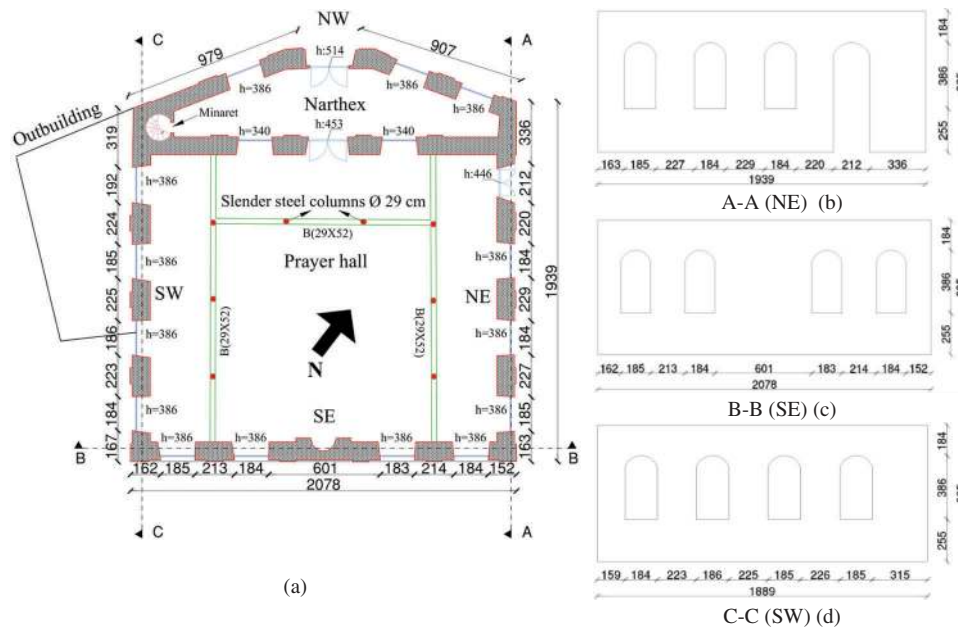 NW
C
A
979
907
h:514
h=386
h=386
h=386
Narthex
Minaret
Outbuilding
h=340
h:453
h=340
319
336
h:446
h=386
192
212
Slender steel columns Ø 29 cm
B(29X52)
224
220
Prayer hall
185
h=386
h=386
184
SW
NE
225
229
1939
186
h=386
h=386
184
B(29X52)
B(29X52)
N
223
227
184
h=386
SE
h=386
185
167
h=386
h=386
h=386
h=386
163
B
B
162 185 213 184 601 183 214 184 152
2078
C
A
(a)
184
386
255
163 185 227 184 229 184 220 212 336
1939
A-A (NE) (b)
184
386
255
162 185 213 184 601 183 214 184 152
2078
B-B (SE) (c)
184
386
255
159 184 223 186 225 185 226 185 315
1889
C-C (SW) (d)